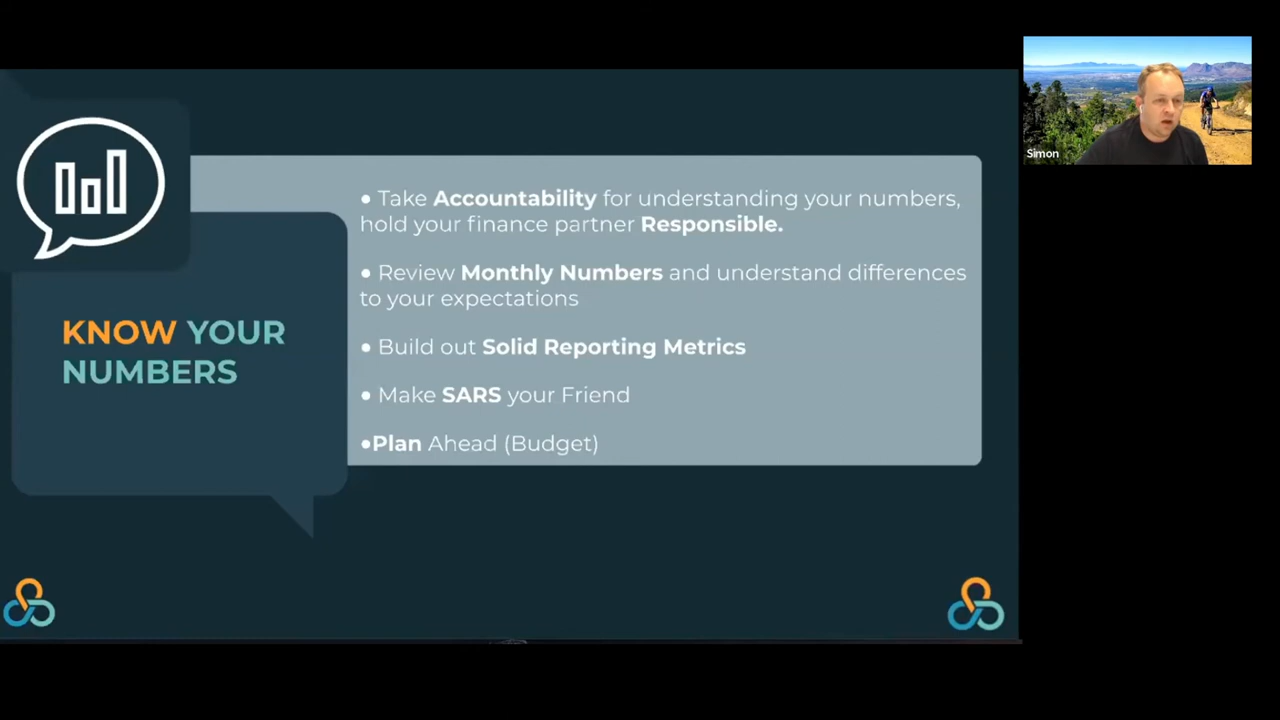 Simon
KNOW YOUR
NUMBERS
● Take Accountability for understanding your numbers,
hold your finance partner Responsible.
● Review Monthly Numbers and understand differences
to your expectations
● Build out Solid Reporting Metrics
● Make SARS your Friend
●Plan Ahead (Budget)